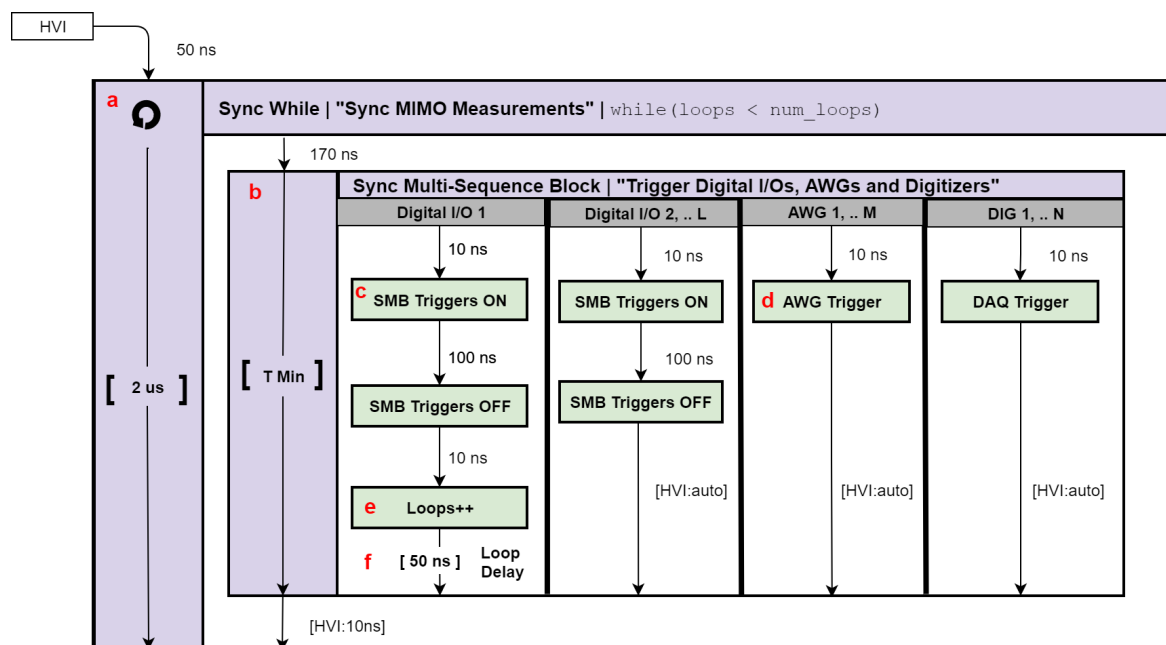 HVI
50 ns
a
Sync While | "Sync MIMO Measurements" | while(loops < num_loops)
170 ns
b
Sync Multi-Sequence Block | "Trigger Digital I/Os, AWGs and Digitizers"
Digital I/O 1
Digital I/O 2, .. L
AWG 1, .. M
DIG 1, .. N
10 ns
10 ns
10 ns
10 ns
c
SMB Triggers ON
SMB Triggers ON
d
AWG Trigger
DAQ Trigger
100 ns
100 ns
[ 2 us ]
[ T Min ]
SMB Triggers OFF
SMB Triggers OFF
10 ns
[HVI:auto]
[HVI:auto]
[HVI:auto]
e
Loops++
f
[ 50 ns ]
Loop
Delay
[HVI:10ns]